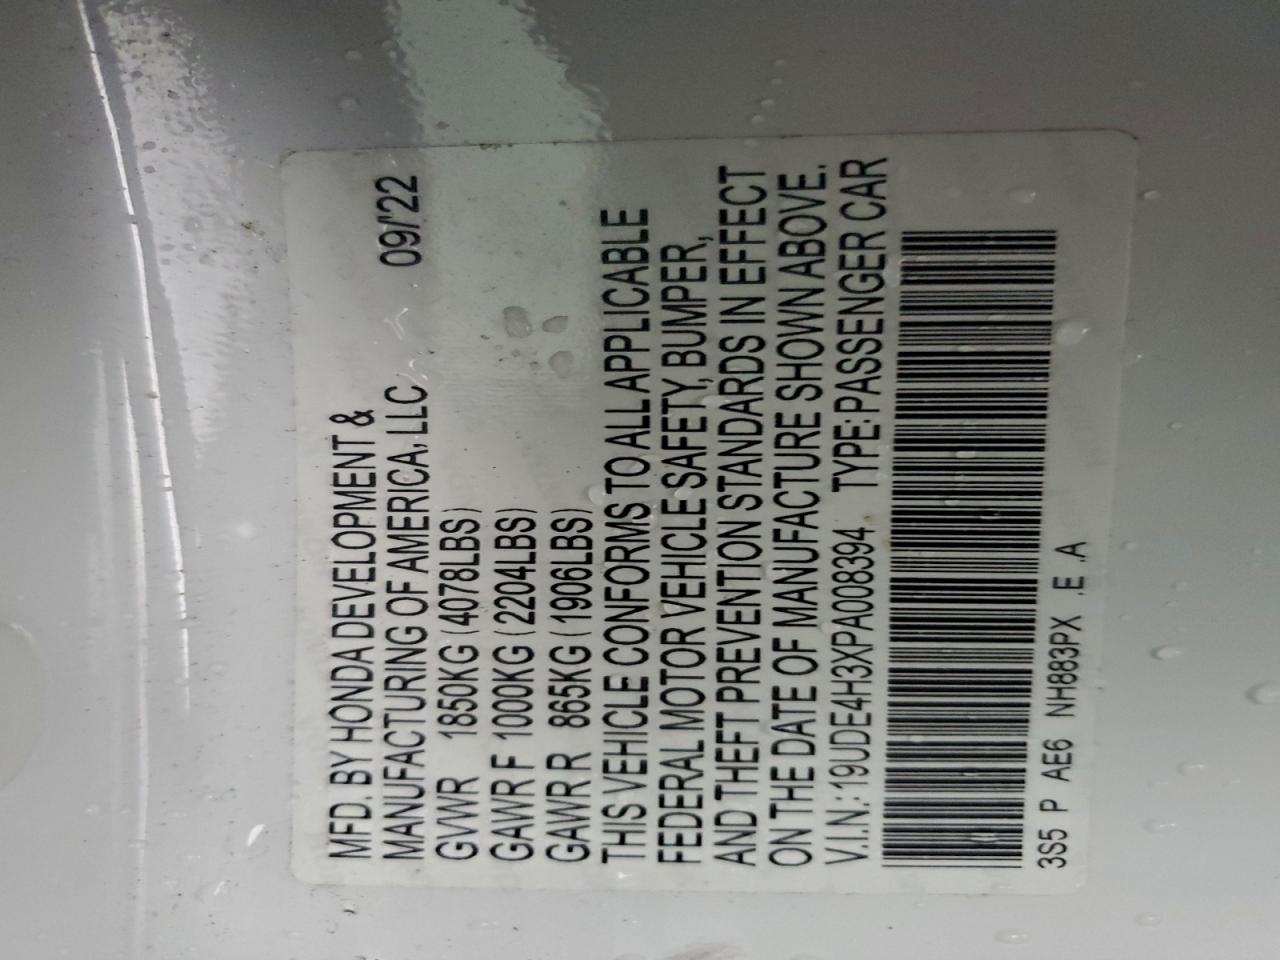 MFD. BY HONDA DEVELOPMENT &
MANUFACTURING OF AMERICA, LLC 09/'22
GVWR 1850KG (4078LBS)
GAWR F 1000KG (2204LBS)
GAWR R 865KG (1906LBS)
THIS VEHICLE CONFORMS TO ALL APPLICABLE
FEDERAL MOTOR VEHICLE SAFETY, BUMPER,
AND THEFT PREVENTION STANDARDS IN EFFECT
ON THE DATE OF MANUFACTURE SHOWN ABOVE.
V.I.N.: 19UDE4H3XPA008394 TYPE: PASSENGER CAR
3S5 P AE6 NH883PX .E .A